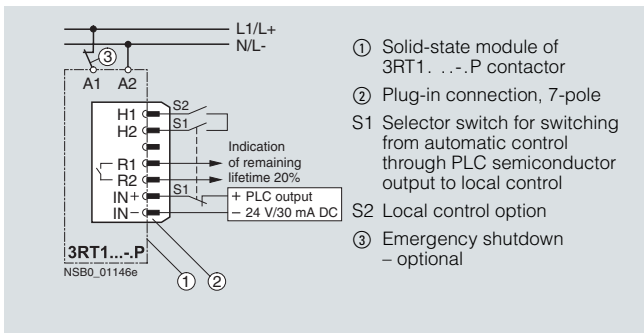 L1/L+
N/L-
③
A1 A2
H1
H2
R1
R2
IN+
IN−
S2
S1
Indication
of remaining
lifetime 20%
S1
+ PLC output
− 24 V/30 mA DC
3RT1...-.P
NSB0_01146e
① ②
① Solid-state module of
3RT1. . ..-.P contactor
② Plug-in connection, 7-pole
S1 Selector switch for switching
from automatic control
through PLC semiconductor
output to local control
S2 Local control option
③ Emergency shutdown
– optional